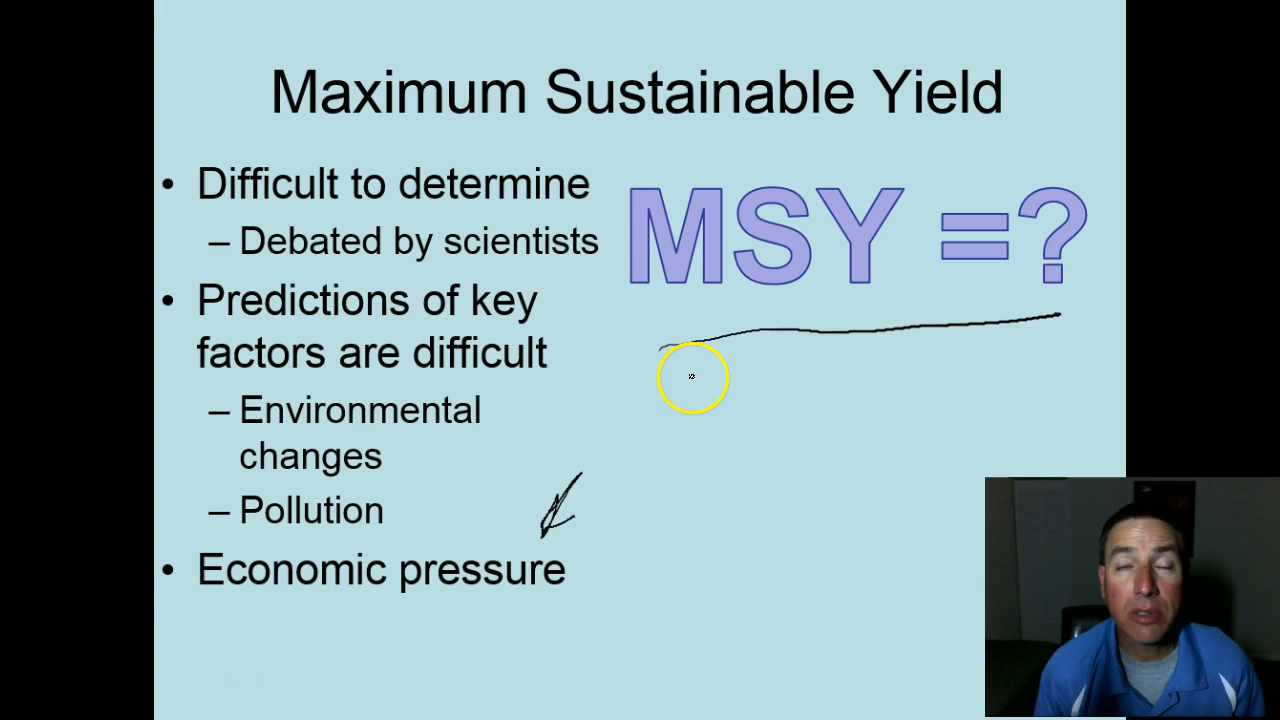 Maximum Sustainable Yield
• Difficult to determine
– Debated by scientists
• Predictions of key
factors are difficult
– Environmental
changes
– Pollution
• Economic pressure
MSY =?